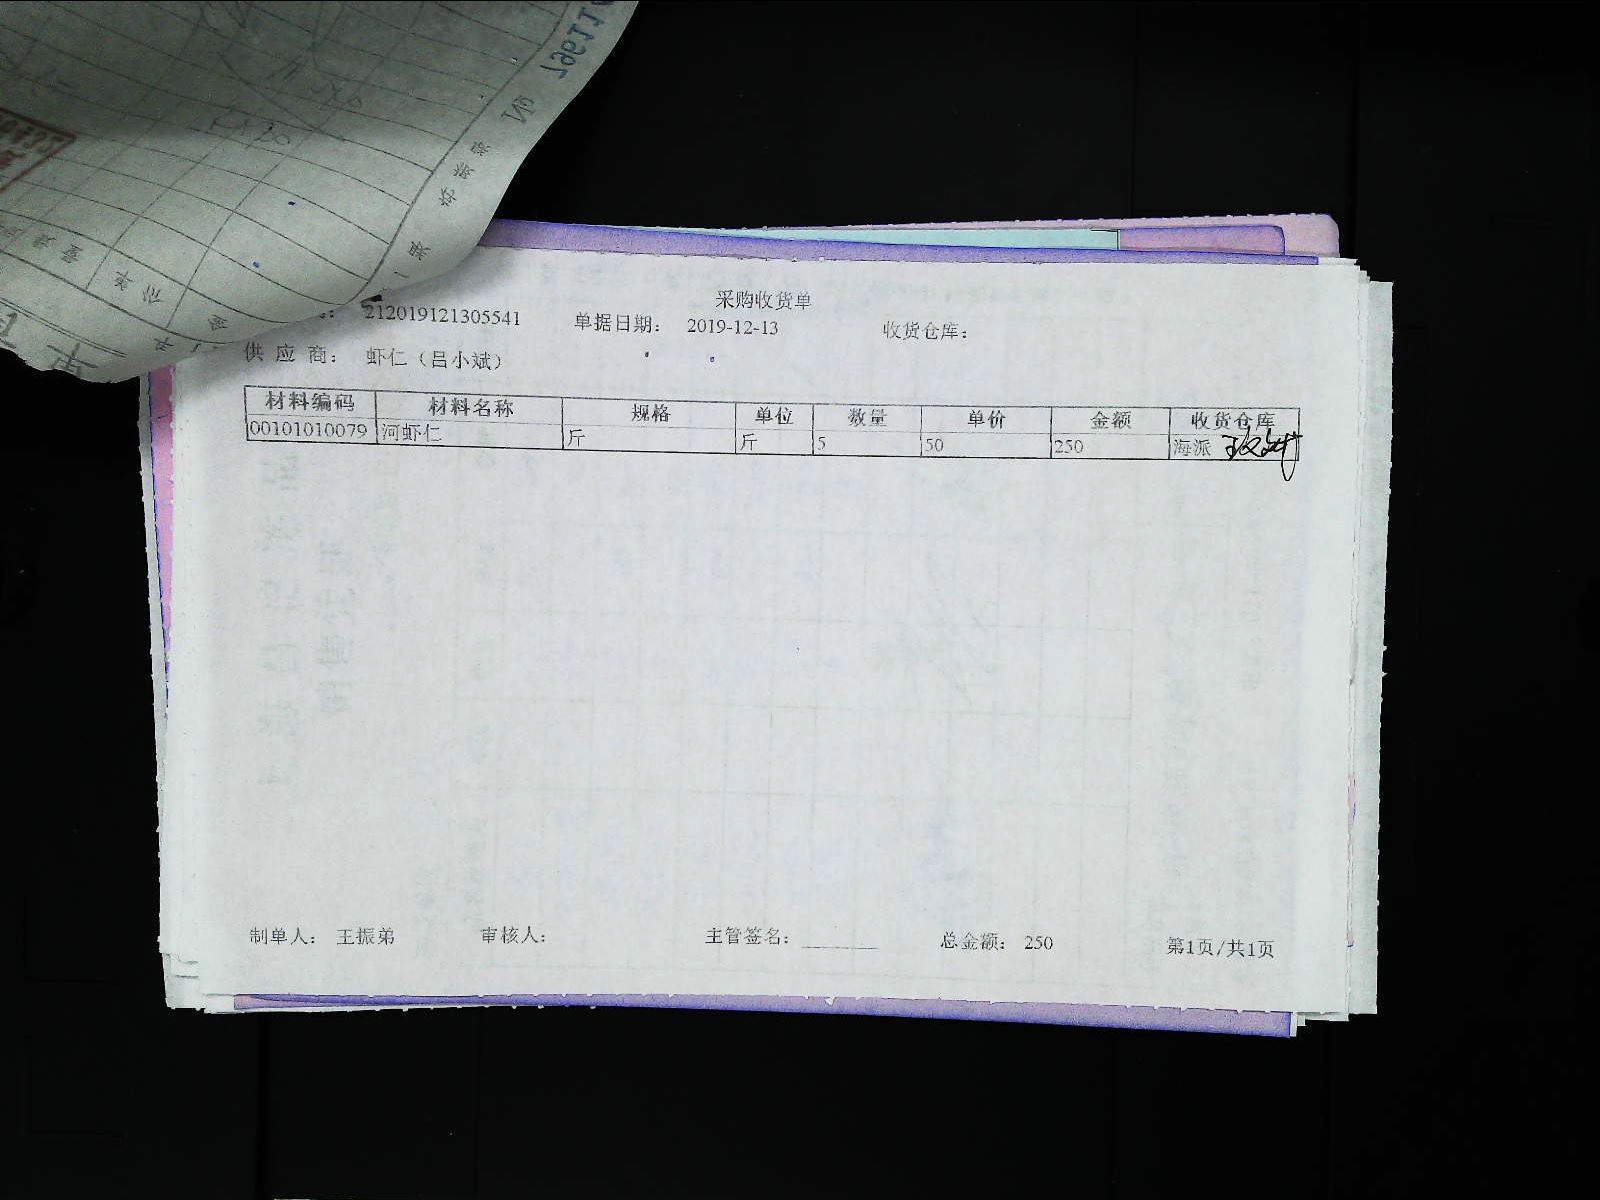 采购收货单
212019121305541 单据日期： 2019-12-13 收货仓库：
供 应 商： 虾仁（吕小斌）
材料编码 材料名称 规格 单位 数量 单价 金额 收货仓库
00101010079 河虾仁 斤 斤 5 50 250 海派
制单人： 王振弟 审核人： 主管签名： 总金额： 250 第1页/共1页